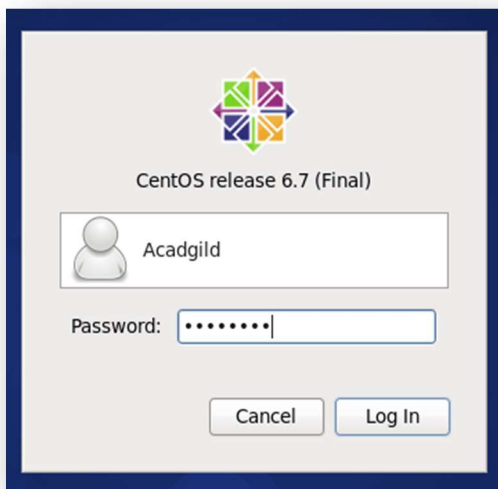 CentOS release 6.7 (Final)
Acadgild
Password: ••••••••
Cancel Log In